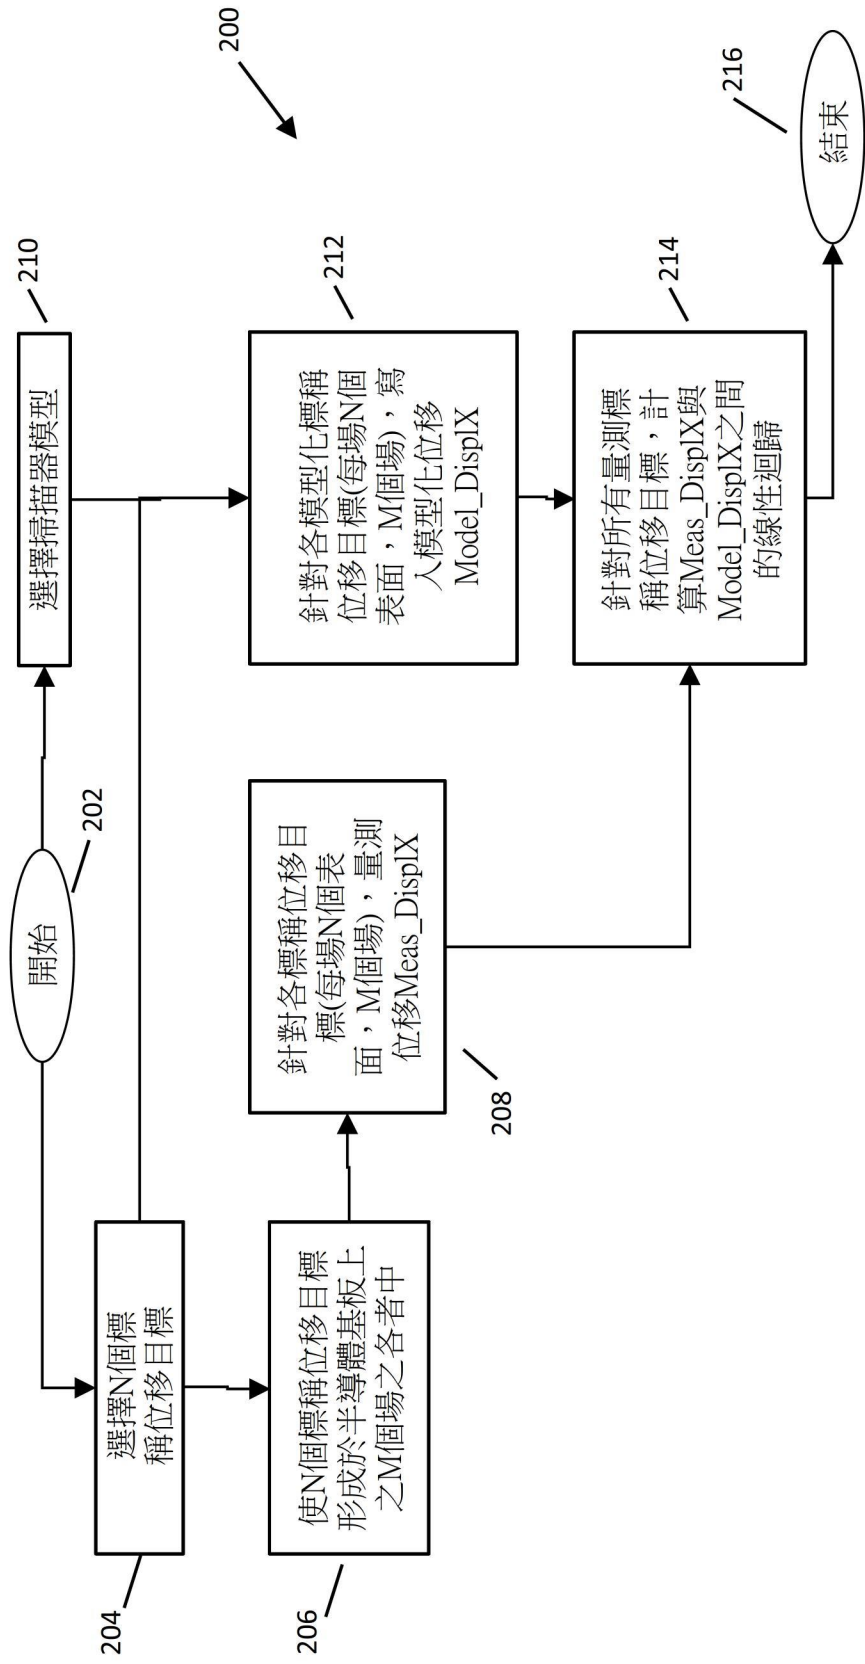 200
開始
202
選擇N個標
稱位移目標
204
使N個標稱位移目標
形成於半導體基板上
之M個場之各者中
206
針對各標稱位移目
標(每場N個表
面，M個場)，量測
位移Meas_DisplX
208
選擇掃描器模型
210
針對各模型化標稱
位移目標(每場N個
表面，M個場)，寫
入模型化位移
Model_DisplX
212
針對所有量測標
稱位移目標，計
算Meas_DisplX與
Model_DisplX之間
的線性迴歸
214
結束
216